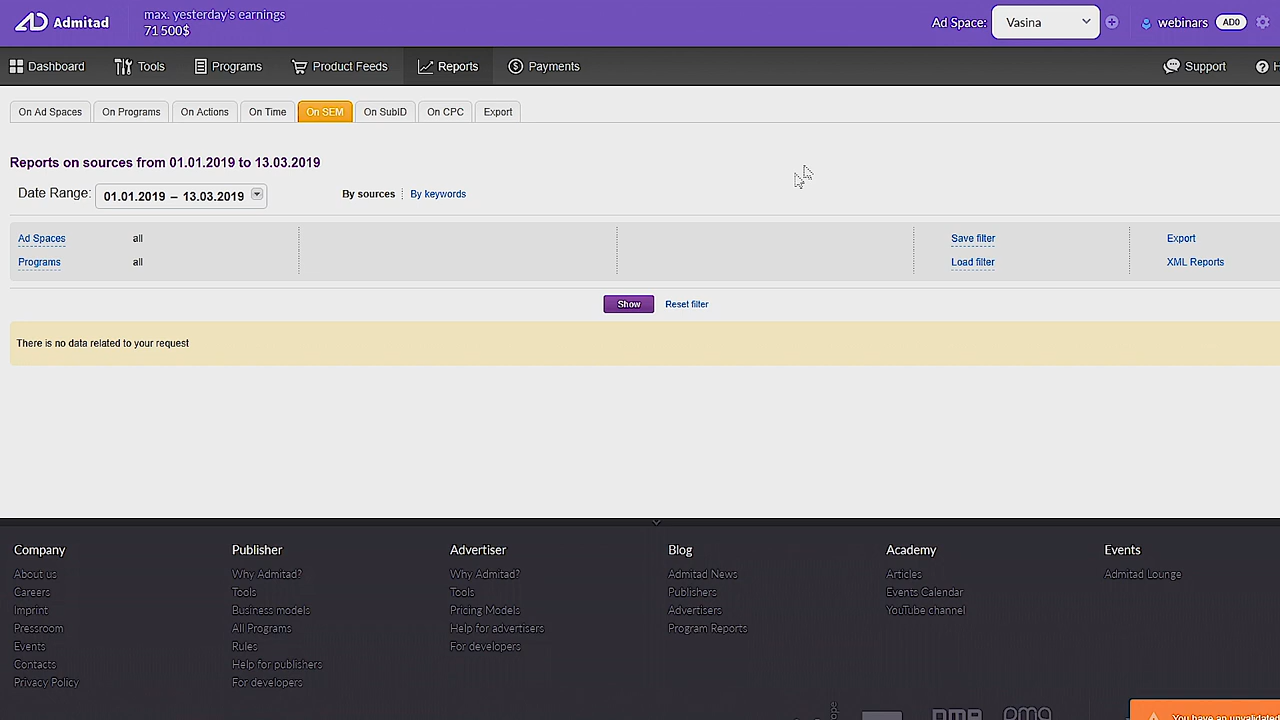 Admitad
max. yesterday's earnings
71 500$
Ad Space: Vasina
webinars AD0
Dashboard Tools Programs Product Feeds Reports Payments Support
On Ad Spaces On Programs On Actions On Time On SEM On SubID On CPC Export
Reports on sources from 01.01.2019 to 13.03.2019
Date Range: 01.01.2019 – 13.03.2019 By sources By keywords
Ad Spaces all Save filter Export
Programs all Load filter XML Reports
Show Reset filter
There is no data related to your request
Company Publisher Advertiser Blog Academy Events
About us Why Admitad? Why Admitad? Admitad News Articles Admitad Lounge
Careers Tools Tools Publishers Events Calendar
Imprint Business models Pricing Models Advertisers YouTube channel
Pressroom All Programs Help for advertisers Program Reports
Events Rules For developers
Contacts Help for publishers
Privacy Policy For developers
You have an unvalidated